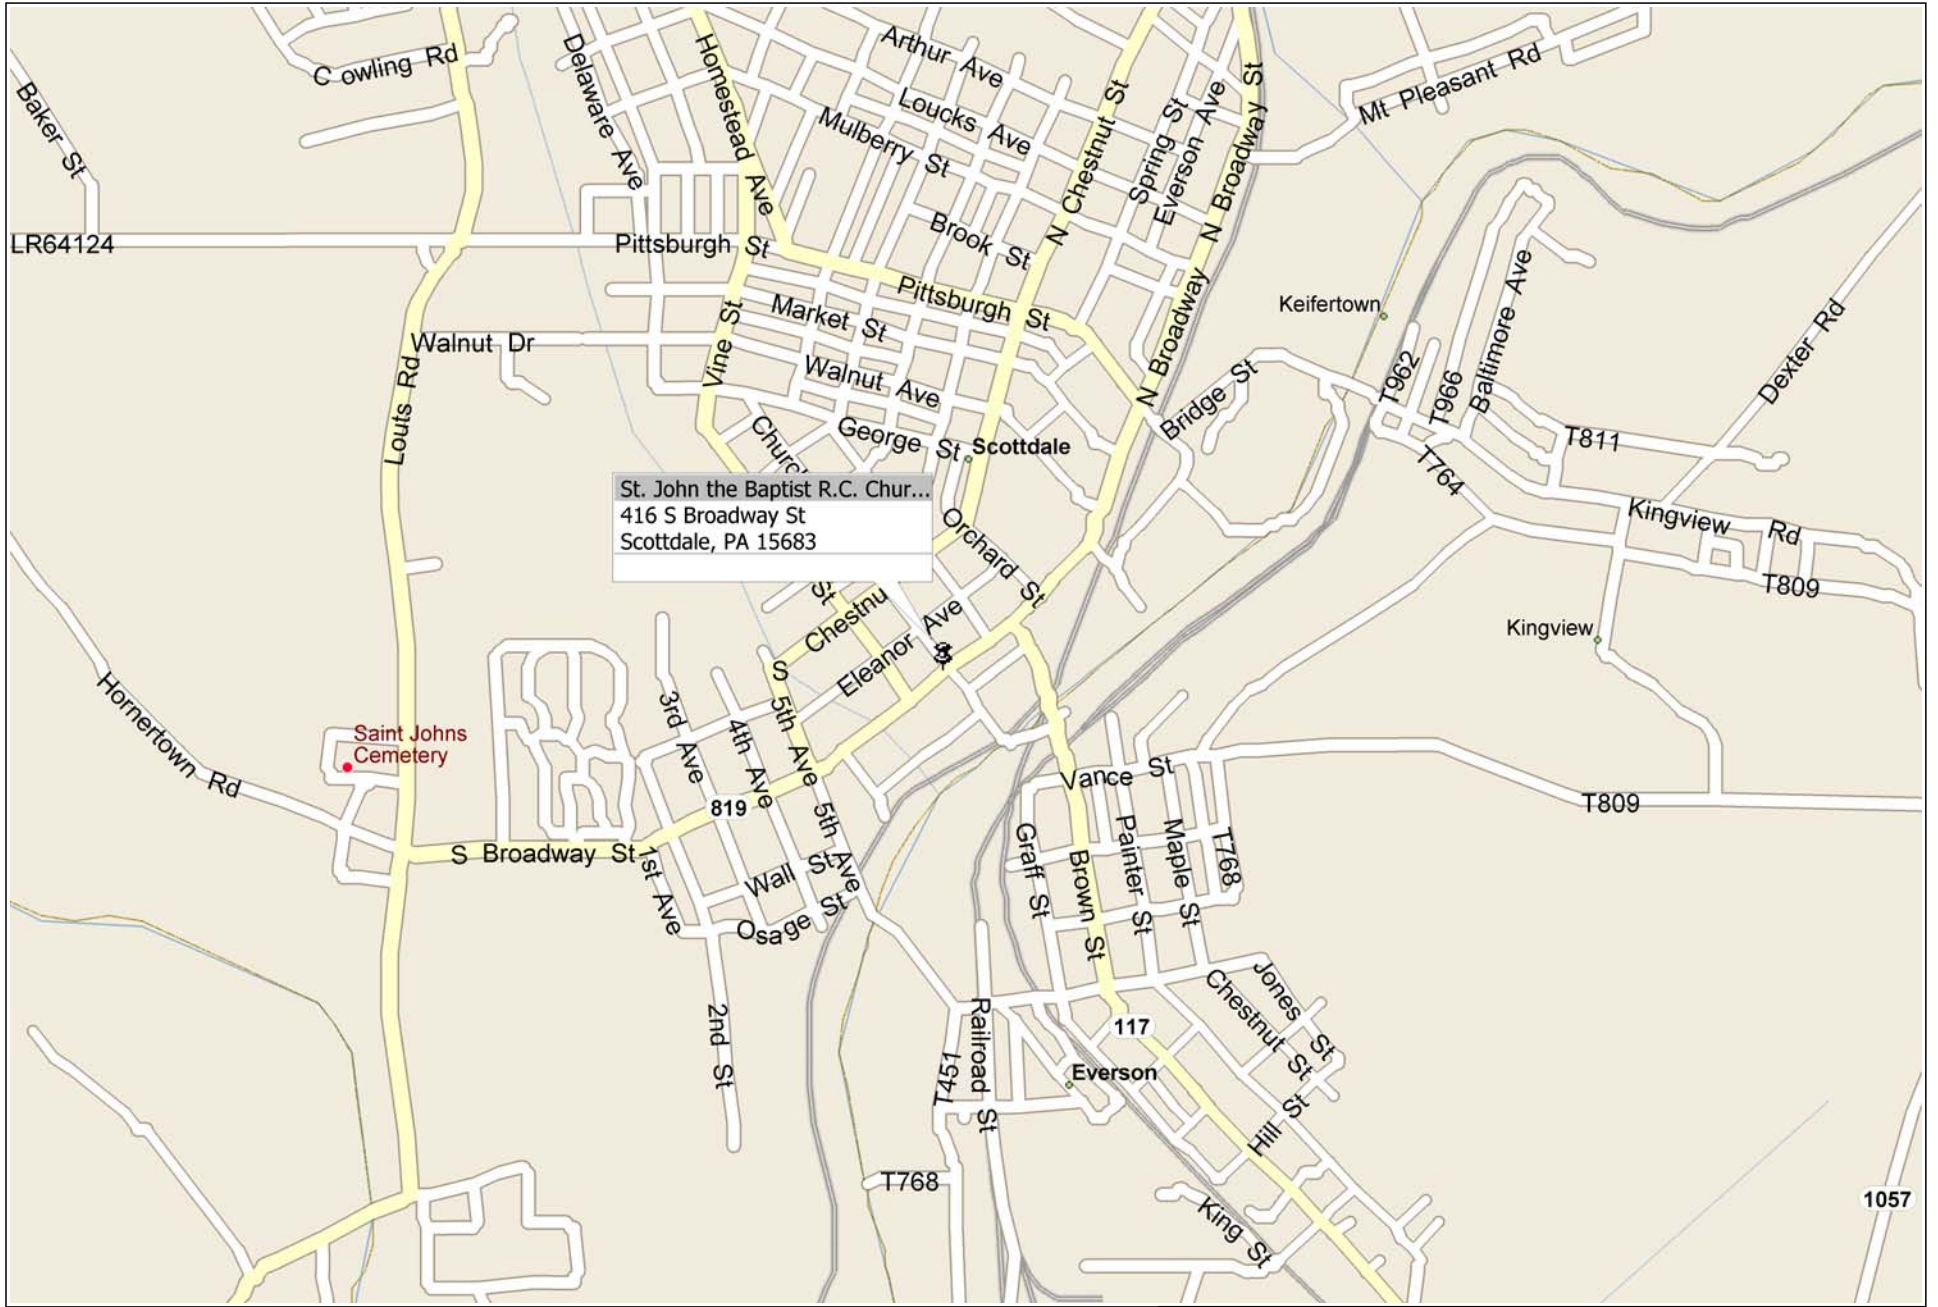 Cowling Rd
Delaware Ave
Homestead Ave
Arthur Ave
Loucks Ave
Mulberry St
N Chestnut St
Spring St
Everson Ave
N Broadway St
Mt Pleasant Rd
Baker St
LR64124
Pittsburgh St
Brook St
Pittsburgh St
Market St
Walnut Dr
Vine St
Walnut Ave
N Broadway
Keifertown
Bridge St
T962
T966
Baltimore Ave
Dexter Rd
Louts Rd
George St
Scottdale
T811
T764
Kingview Rd
T809
Kingview
St. John the Baptist R.C. Chur...
416 S Broadway St
Scottdale, PA 15683
Orchard St
St
S Chestnu
Eleanor Ave
Hornertown Rd
Saint Johns
Cemetery
3rd Ave
4th Ave
5th Ave
5th Ave
819
S Broadway St
1st Ave
Wall St
Osage St
2nd St
Vance St
T809
Graff St
Brown St
Painter St
Maple St
T768
Jones St
Chestnut St
117
Railroad St
T451
Everson
Hill St
T768
King St
1057